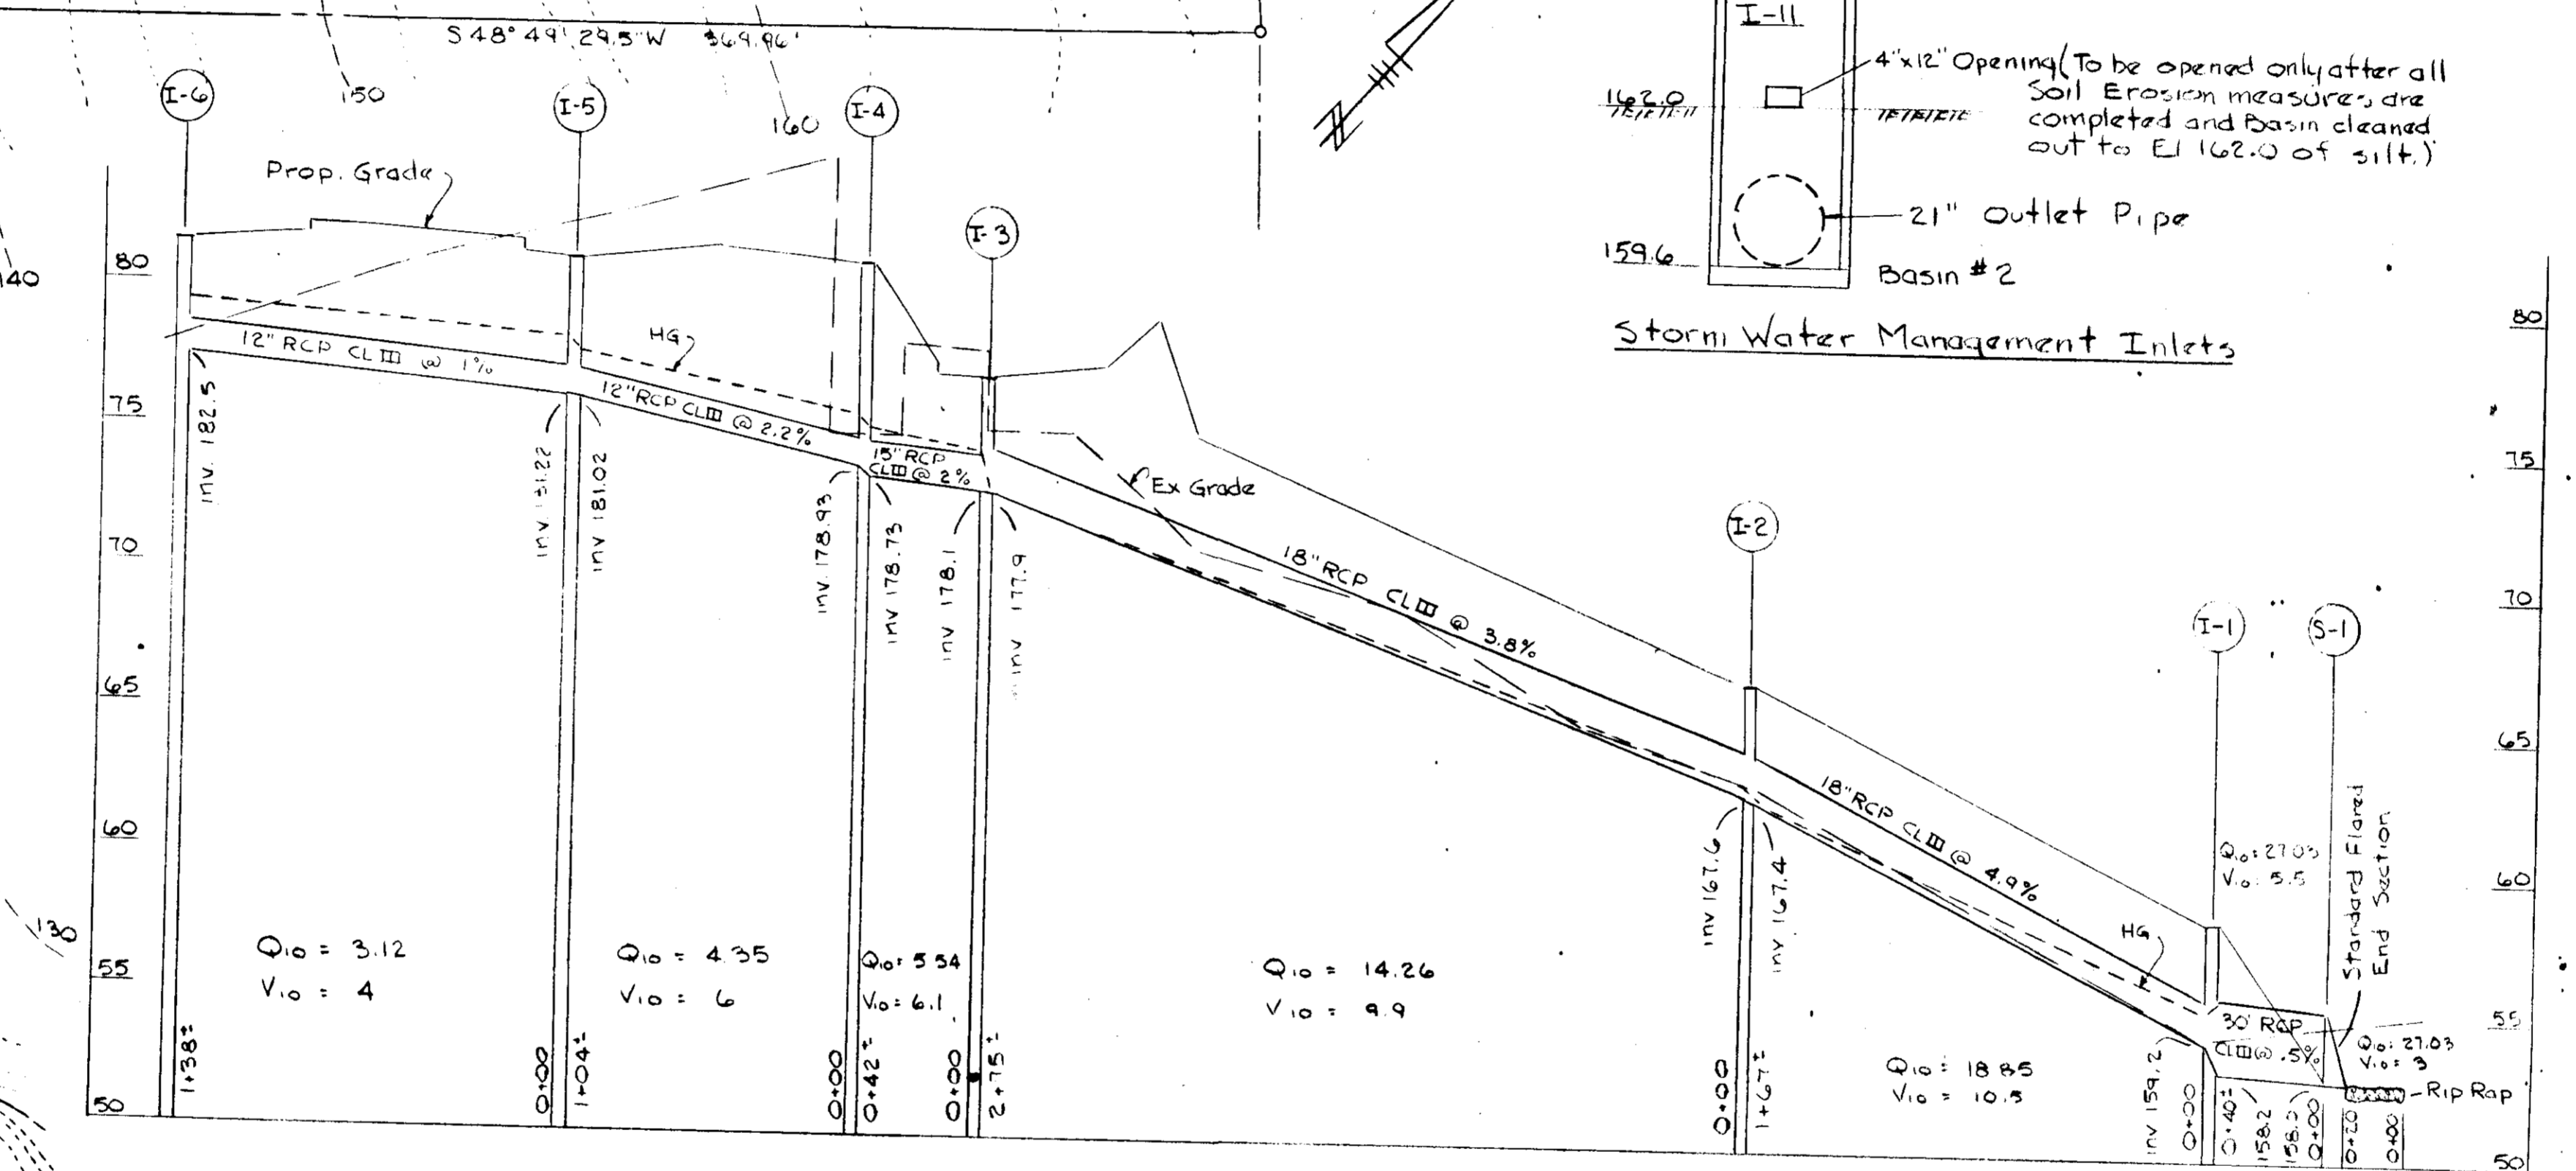 S 48° 49' 29.5" W 369.96'
I-6
150
I-5
160
I-4
I-3
Prop. Grade
40
I-11
4"x12" Opening (To be opened only after all
Soil Erosion measures are
completed and Basin cleaned
out to El 162.0 of silt.)
162.0
21" Outlet Pipe
159.6
Basin #2
Storm Water Management Inlets
80
75
70
65
60
55
50
12" RCP CL III @ 1%
HG
12" RCP CL III @ 2.2%
15" RCP
CL III @ 2%
Ex Grade
18" RCP CL III @ 3.8%
I-2
18" RCP CL III @ 4.9%
I-1
S-1
inv. 182.5
inv 181.22
inv 181.02
inv. 178.93
inv 178.73
inv 178.1
inv 177.9
inv 167.6
inv 167.4
inv 159.2
158.2
HG
30" RCP
CL III @ .5%
Standard Flared
End Section
Rip Rap
Q10 = 3.12
V10 = 4
Q10 = 4.35
V10 = 6
Q10 = 5.54
V10 = 6.1
Q10 = 14.26
V10 = 9.9
Q10 = 18.85
V10 = 10.5
Q10 = 27.03
V10 = 5.5
Q10 = 27.03
V10 = 3
1+38±
0+00
1+04±
0+00
0+42±
0+00
2+75±
0+00
1+67±
0+00
0+40±
0+00
0+20
0+00
80
75
70
65
60
55
50
130